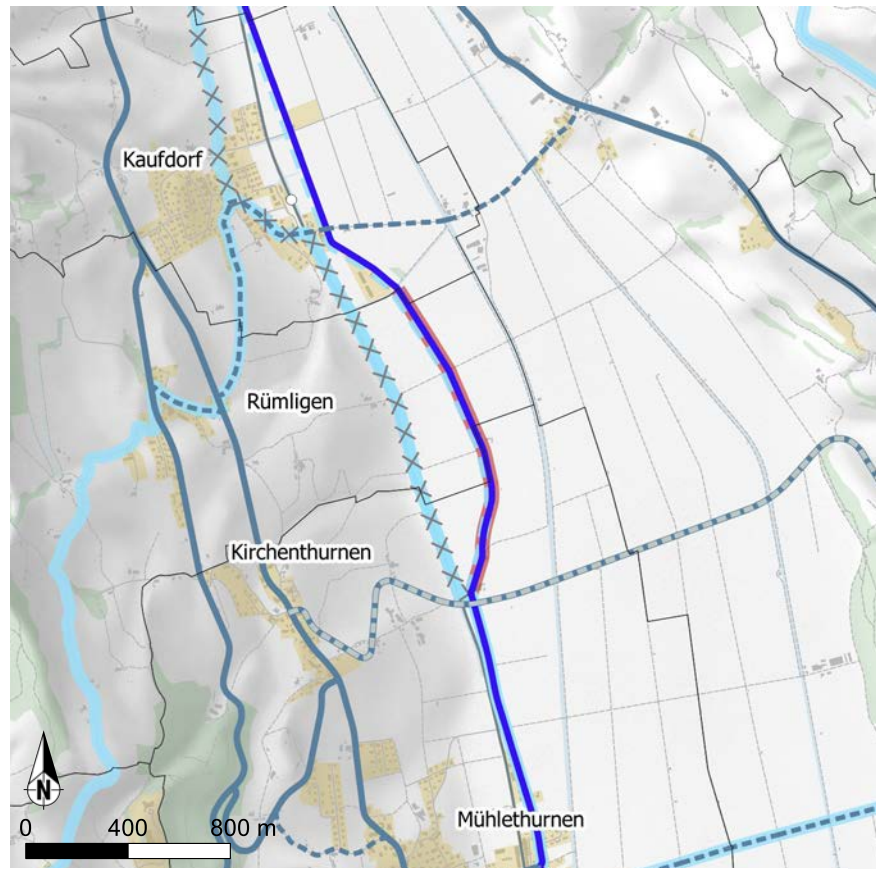 Kaufdorf
Rümligen
Kirchenthurnen
N
0 400 800 m
Mühlethurnen